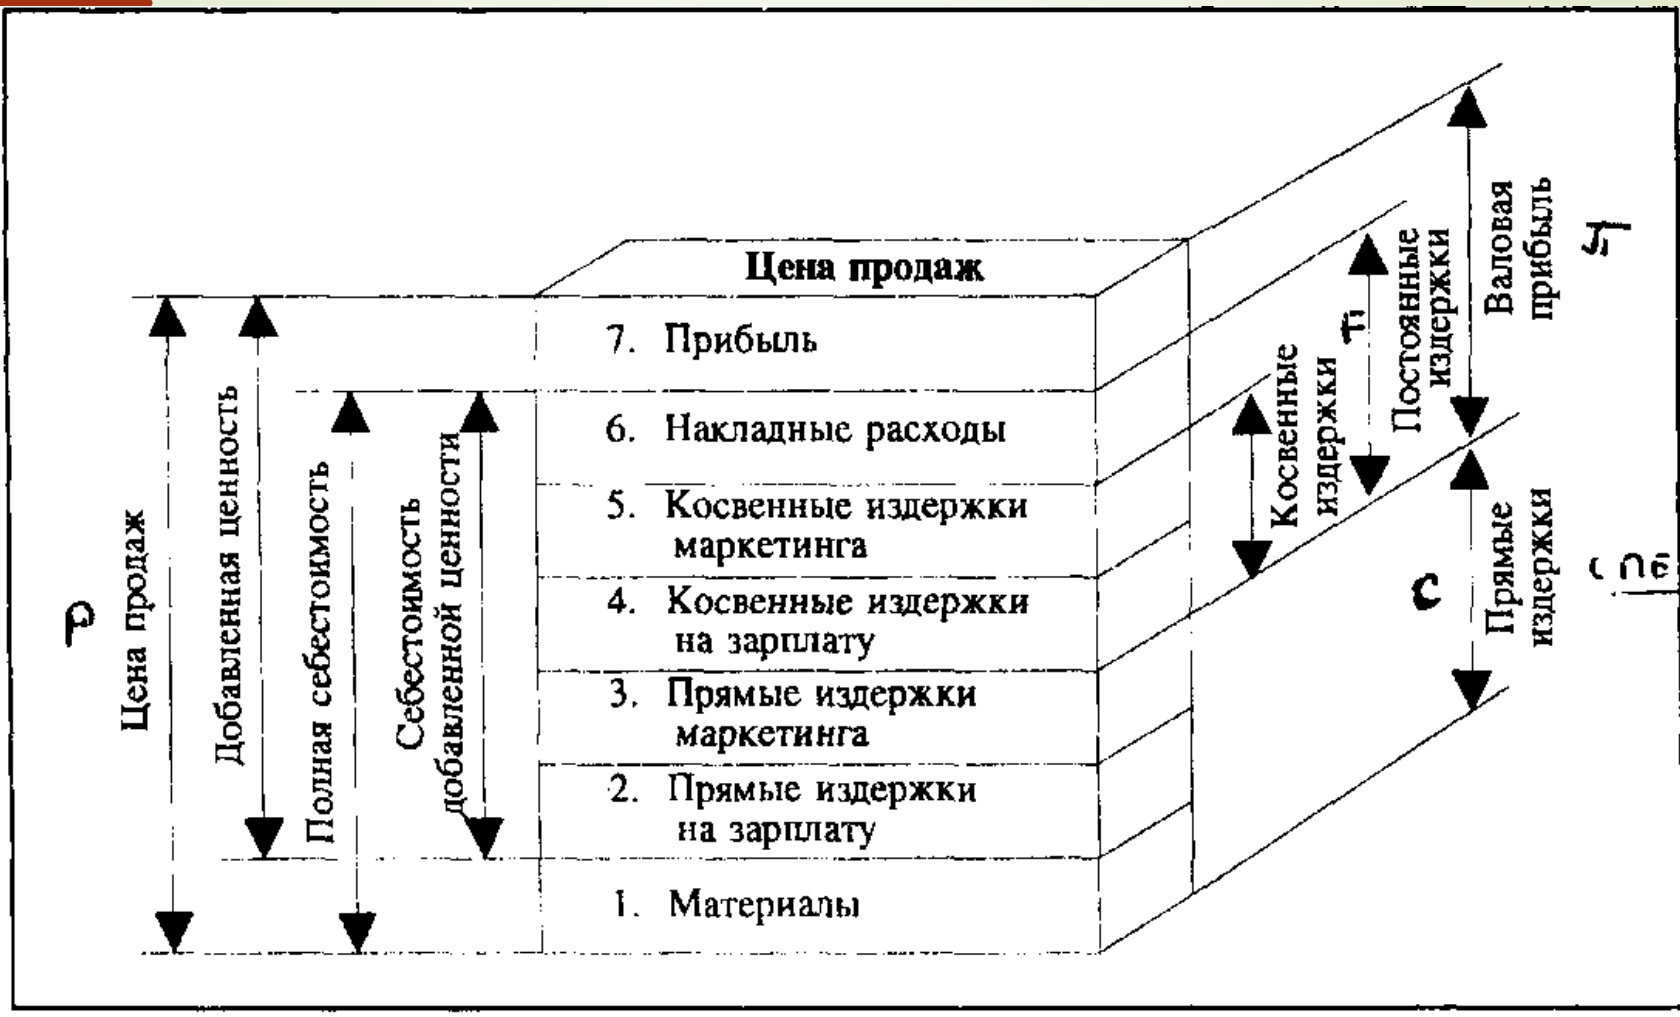 Цена продаж
7. Прибыль
6. Накладные расходы
5. Косвенные издержки
маркетинга
4. Косвенные издержки
на зарплату
3. Прямые издержки
маркетинга
2. Прямые издержки
на зарплату
1. Материалы
P
Цена продаж
Добавленная ценность
Полная себестоимость
Себестоимость
добавленной ценности
Косвенные
издержки
F
Постоянные
издержки
Валовая
прибыль
C
Прямые
издержки